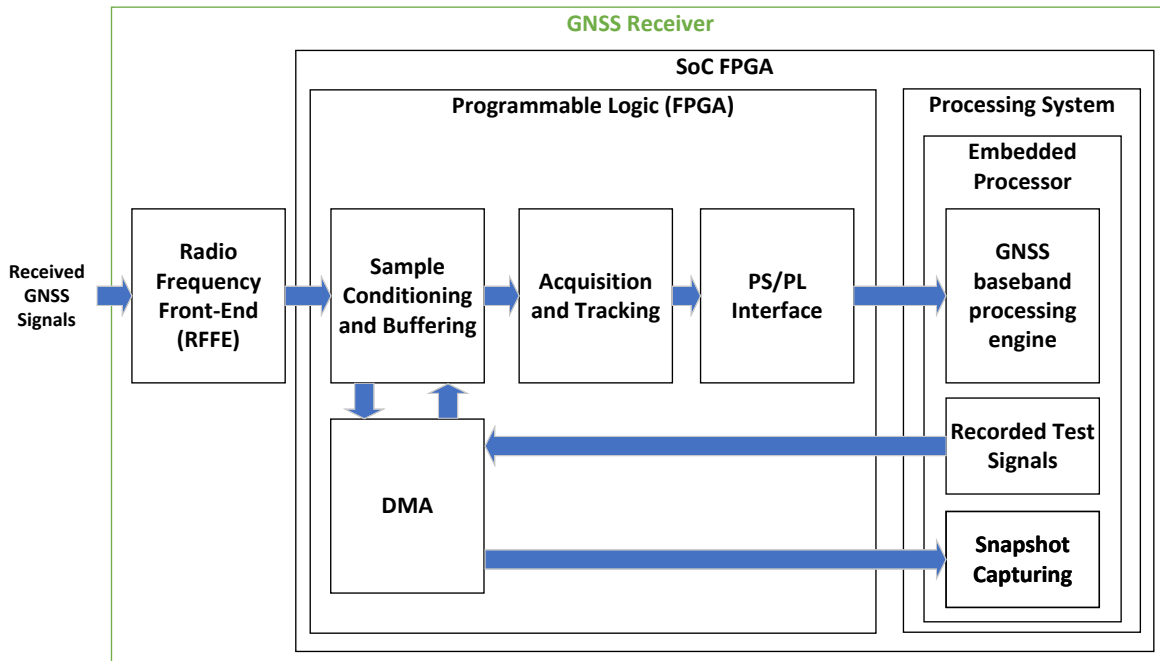 GNSS Receiver
SoC FPGA
Programmable Logic (FPGA)
Processing System
Embedded
Processor
Received
GNSS
Signals
Radio
Frequency
Front-End
(RFFE)
Sample
Conditioning
and Buffering
Acquisition
and Tracking
PS/PL
Interface
GNSS
baseband
processing
engine
DMA
Recorded Test
Signals
Snapshot
Capturing